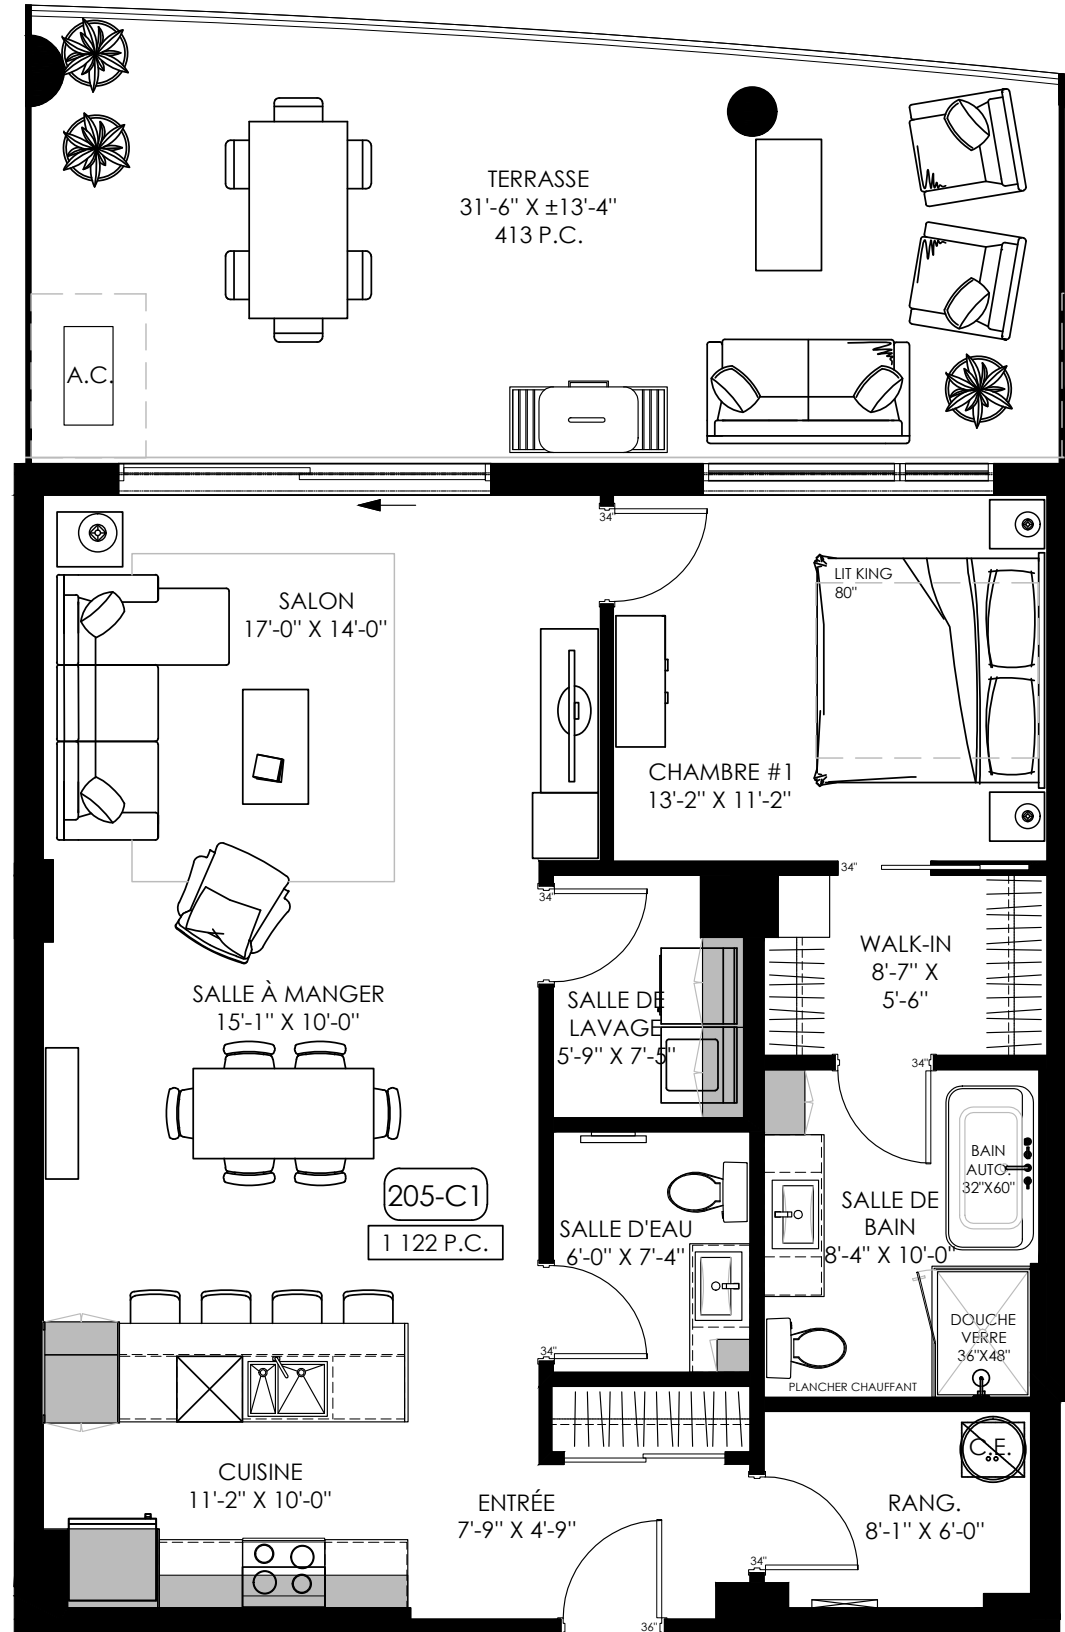 TERRASSE
31'-6" X ±13'-4"
413 P.C.
A.C.
34"
LIT KING
80"
SALON
17'-0" X 14'-0"
CHAMBRE #1
13'-2" X 11'-2"
34"
34"
WALK-IN
8'-7" X
5'-6"
SALLE À MANGER
15'-1" X 10'-0"
SALLE DE
LAVAGE
5'-9" X 7'-5"
34"
BAIN
AUTO.
32"X60"
205-C1
1 122 P.C.
SALLE D'EAU
6'-0" X 7'-4"
SALLE DE
BAIN
8'-4" X 10'-0"
DOUCHE
VERRE
36"X48"
34"
PLANCHER CHAUFFANT
C.E.
CUISINE
11'-2" X 10'-0"
ENTRÉE
7'-9" X 4'-9"
RANG.
8'-1" X 6'-0"
34"
36"